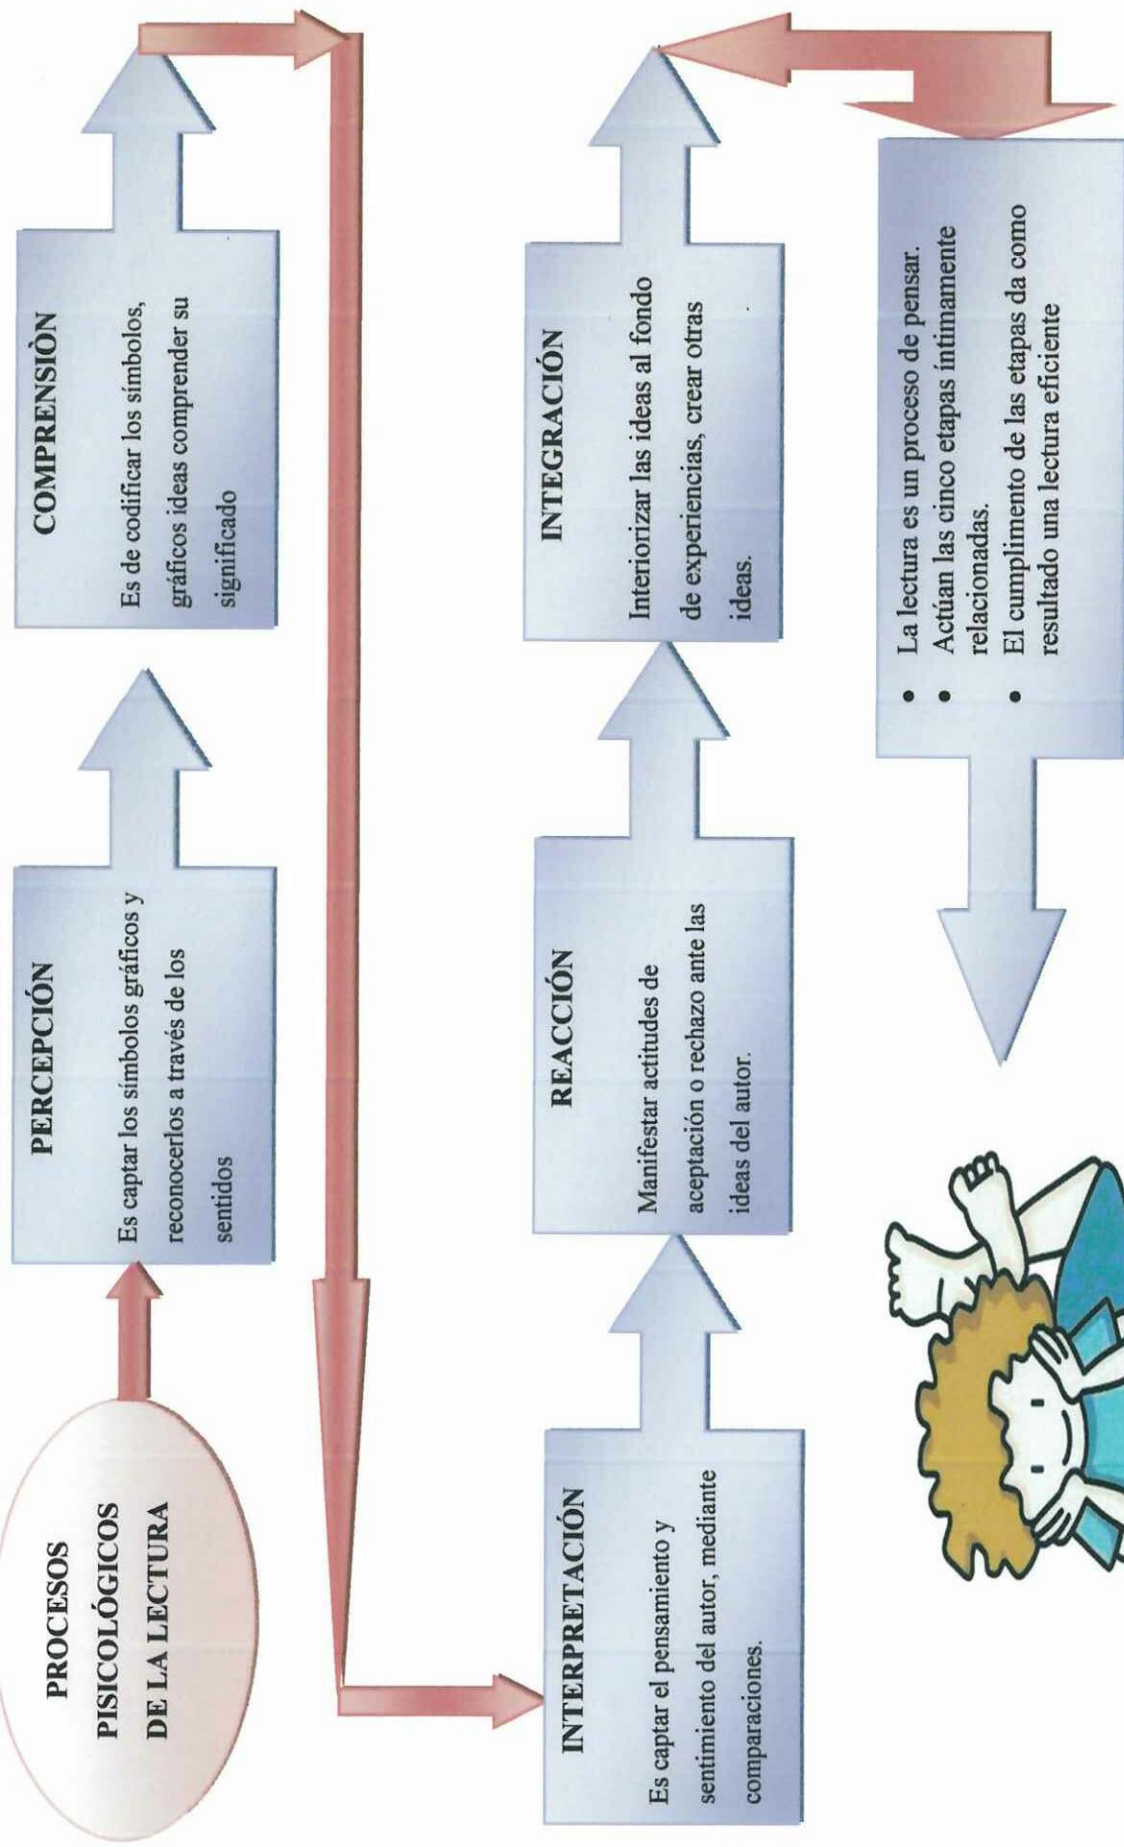 PROCESOS
PISICOLÓGICOS
DE LA LECTURA
PERCEPCIÓN
Es captar los símbolos gráficos y
reconocerlos a través de los
sentidos
COMPRENSIÒN
Es de codificar los símbolos,
gráficos ideas comprender su
significado
INTERPRETACIÓN
Es captar el pensamiento y
sentimiento del autor, mediante
comparaciones.
REACCIÓN
Manifestar actitudes de
aceptación o rechazo ante las
ideas del autor.
INTEGRACIÓN
Interiorizar las ideas al fondo
de experiencias, crear otras
ideas.
• La lectura es un proceso de pensar.
• Actúan las cinco etapas íntimamente
relacionadas.
• El cumplimento de las etapas da como
resultado una lectura eficiente